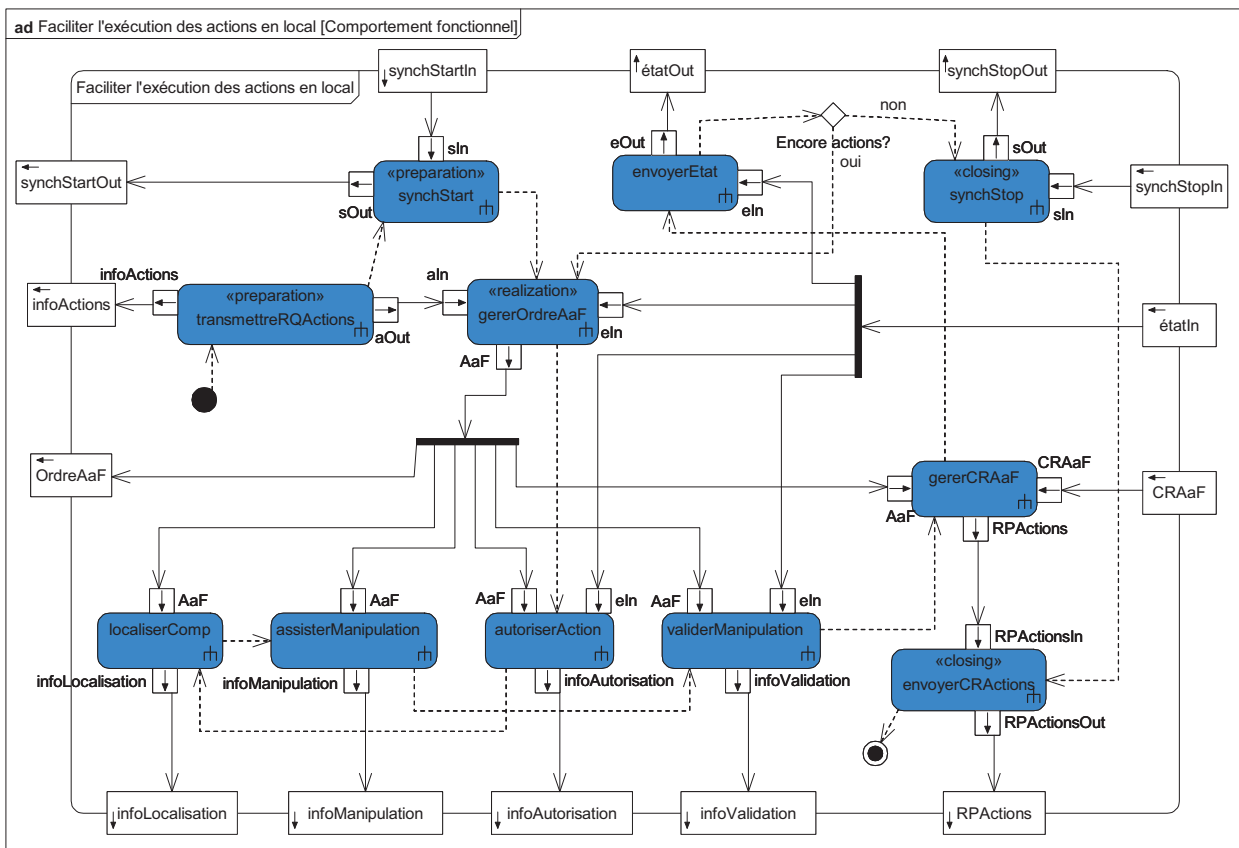 ad Faciliter l'exécution des actions en local [Comportement fonctionnel]
Faciliter l'exécution des actions en local
synchStartIn
étatOut
synchStopOut
non
Encore actions?
oui
sIn
eOut
sOut
«preparation»
synchStart
envoyerEtat
«closing»
synchStop
synchStartOut
sOut
eIn
sIn
synchStopIn
infoActions
aIn
infoActions
«preparation»
transmettreRQActions
aOut
«realization»
gererOrdreAaF
eIn
AaF
étatIn
OrdreAaF
CRAaF
gererCRAaF
AaF
CRAaF
RPActions
AaF
AaF
AaF
eIn
AaF
eIn
localiserComp
assisterManipulation
autoriserAction
validerManipulation
RPActionsIn
«closing»
envoyerCRActions
infoLocalisation
infoManipulation
infoAutorisation
infoValidation
RPActionsOut
infoLocalisation
infoManipulation
infoAutorisation
infoValidation
RPActions